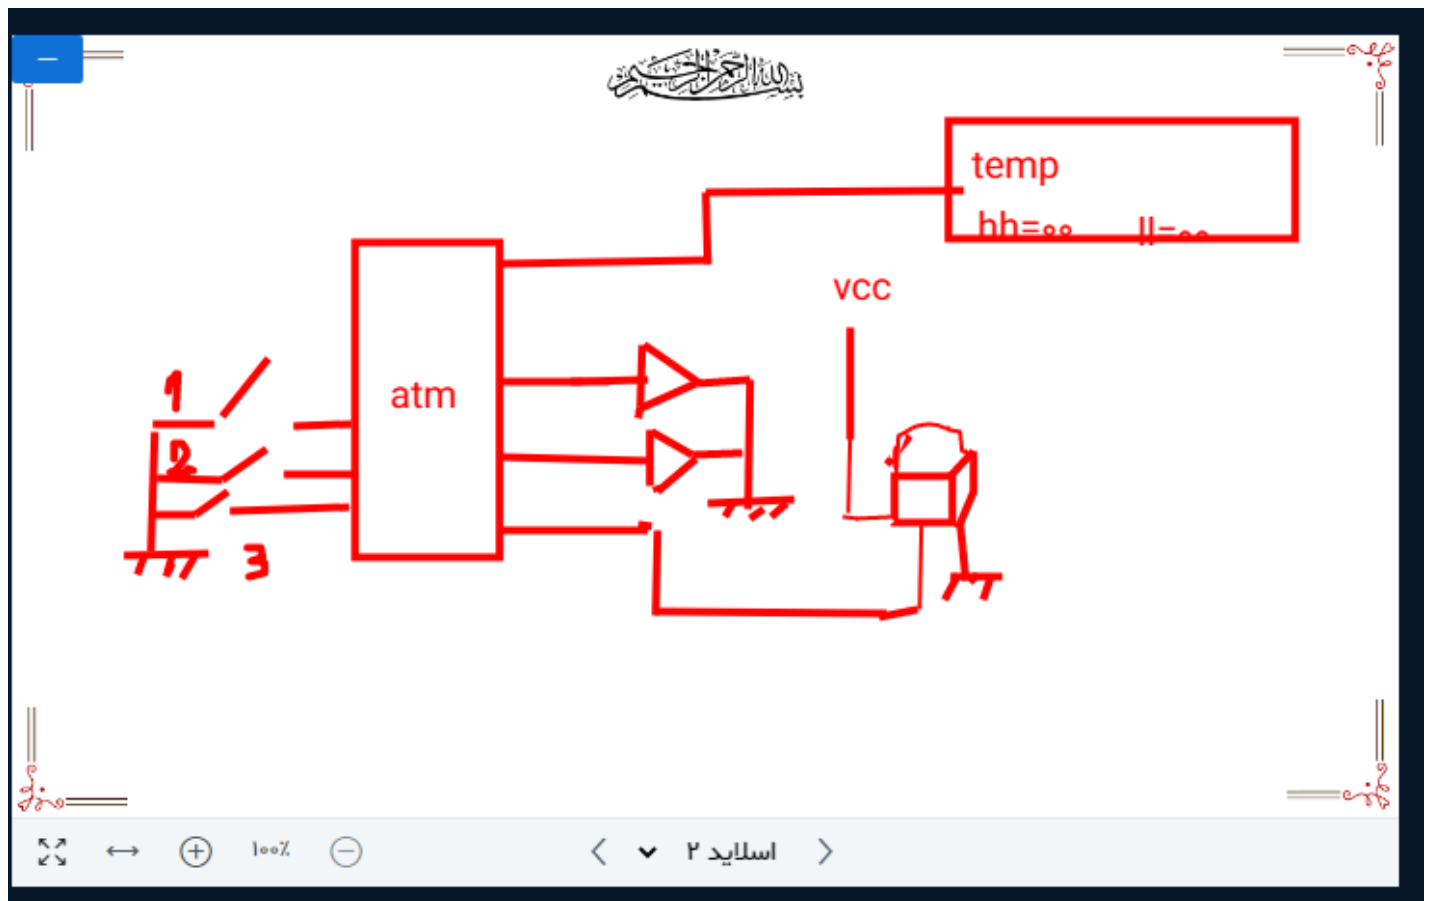 بسم الله الرحمن الرحیم
temp
hh=۰۰ ll=۰۰
vcc
atm
1
2
3
۱۰۰٪
اسلاید ۲